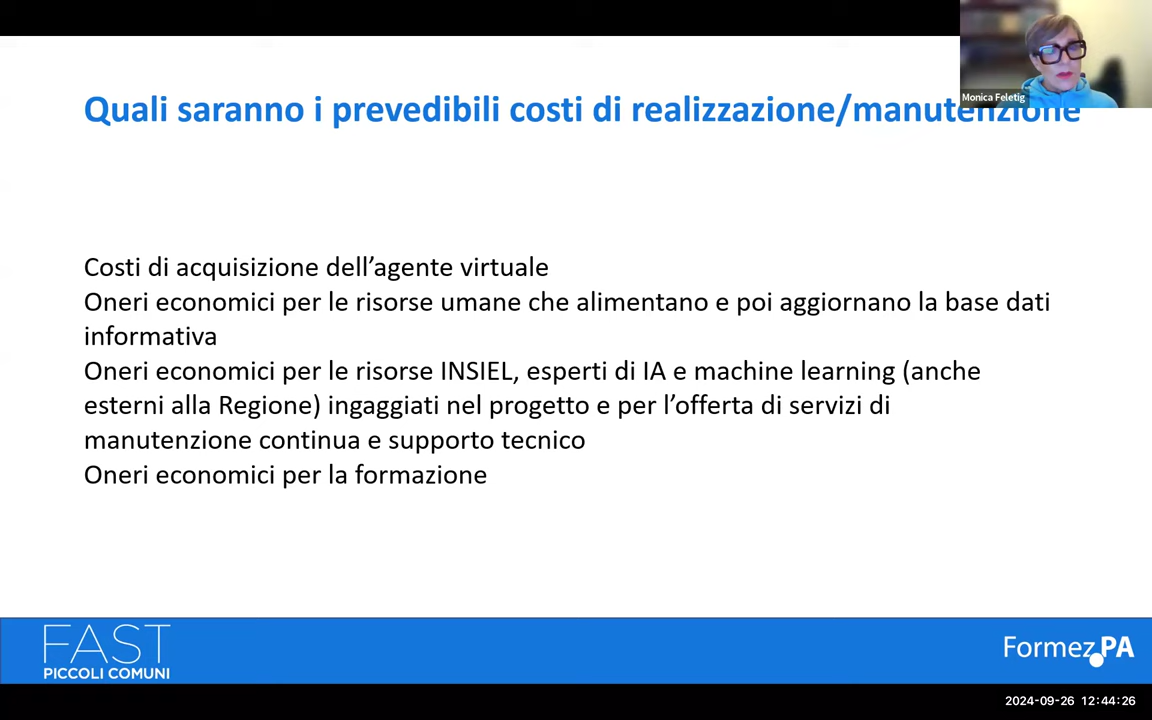 Quali saranno i prevedibili costi di realizzazione/manutenzione
Monica Feletig
Costi di acquisizione dell’agente virtuale
Oneri economici per le risorse umane che alimentano e poi aggiornano la base dati
informativa
Oneri economici per le risorse INSIEL, esperti di IA e machine learning (anche
esterni alla Regione) ingaggiati nel progetto e per l’offerta di servizi di
manutenzione continua e supporto tecnico
Oneri economici per la formazione
FAST
PICCOLI COMUNI
Formez PA
2024-09-26 12:44:26